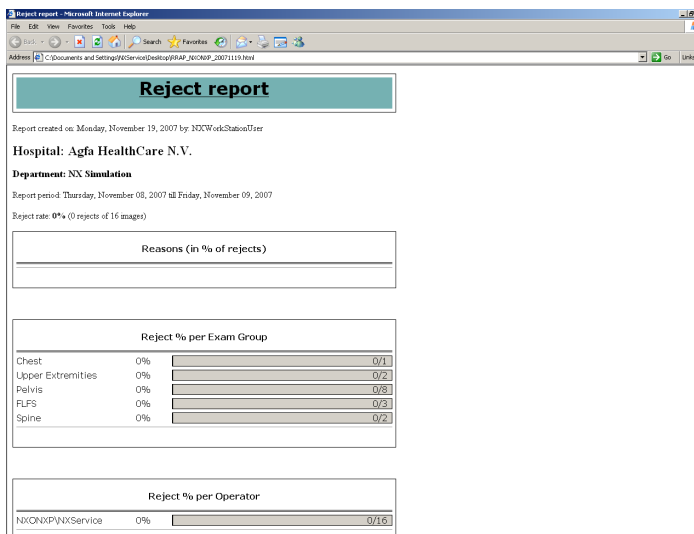 Reject report - Microsoft Internet Explorer
File Edit View Favorites Tools Help
Back Search Favorites
Address C:\Documents and Settings\NXService\Desktop\RRAP_NXONXP_20071119.html Go Links
Reject report
Report created on: Monday, November 19, 2007 by: NXWorkStationUser
Hospital: Agfa HealthCare N.V.
Department: NX Simulation
Report period: Thursday, November 08, 2007 till Friday, November 09, 2007
Reject rate: 0% (0 rejects of 16 images)
Reasons (in % of rejects)
Reject % per Exam Group
Chest 0% 0/1
Upper Extremities 0% 0/2
Pelvis 0% 0/8
FLFS 0% 0/3
Spine 0% 0/2
Reject % per Operator
NXONXP\NXService 0% 0/16